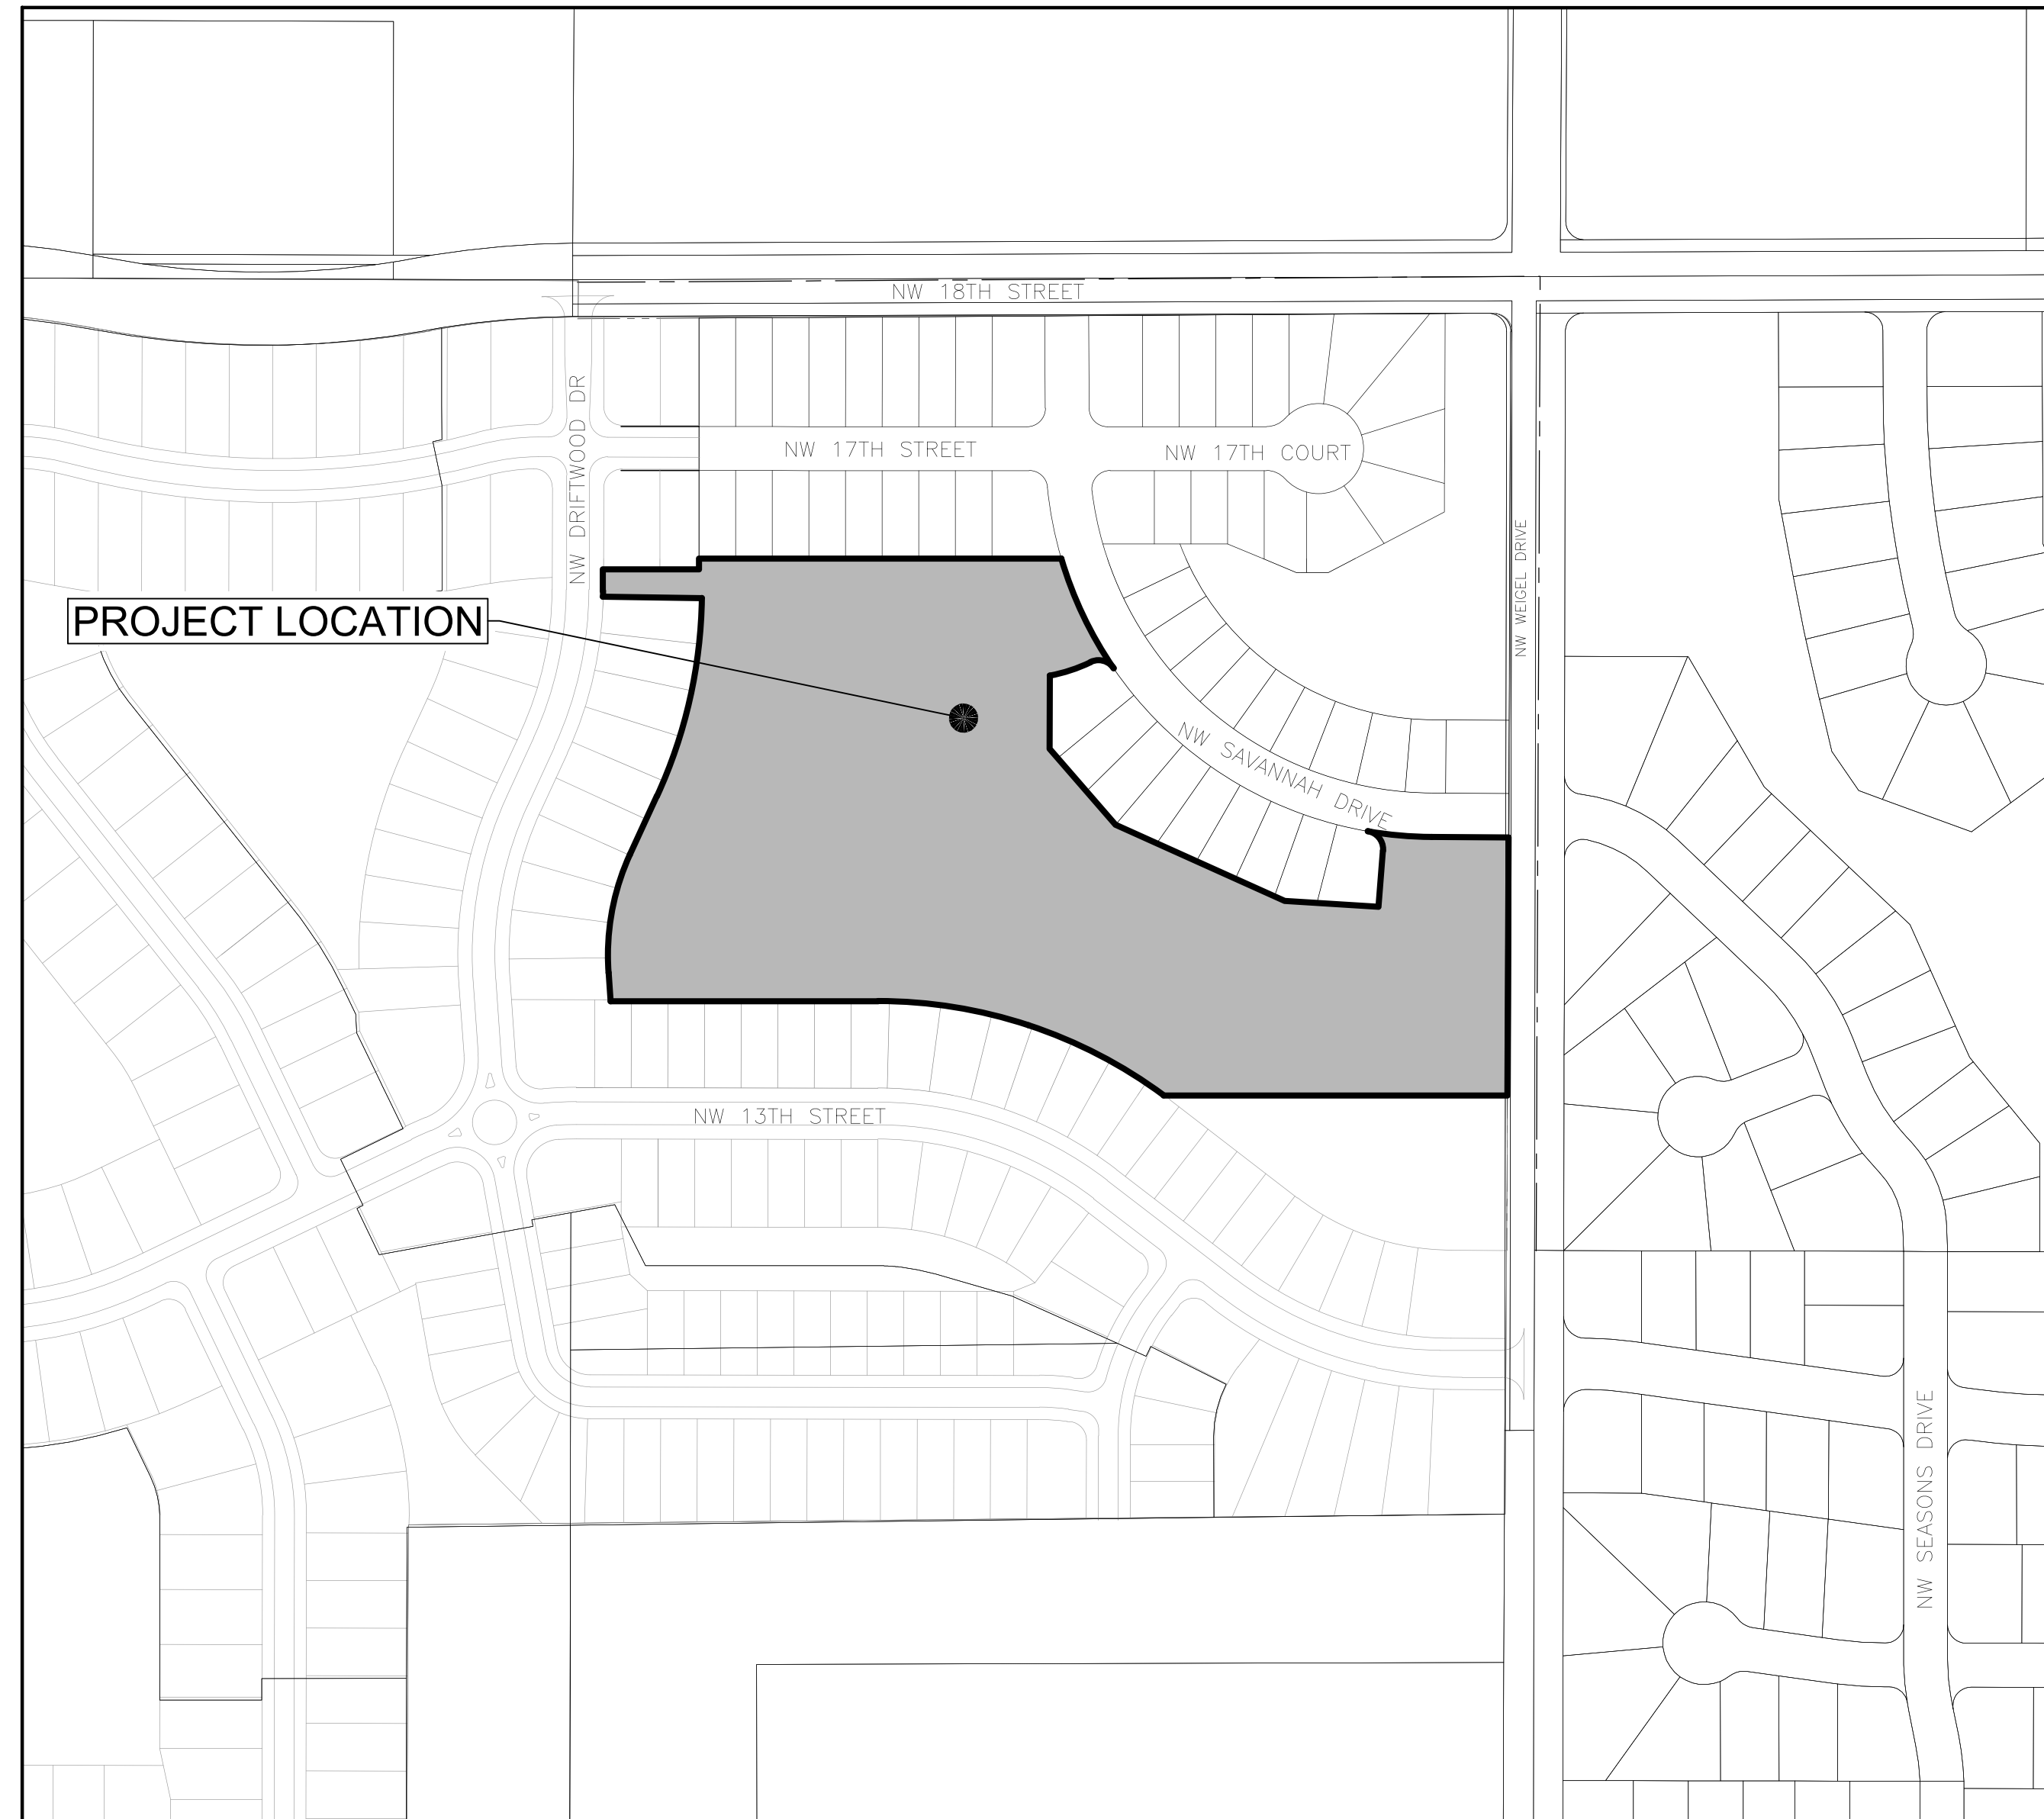 NW 18TH STREET
NW DRIFTWOOD DR
NW 17TH STREET
NW 17TH COURT
NW WEIGEL DRIVE
PROJECT LOCATION
NW SAVANNAH DRIVE
NW 13TH STREET
NW SEASONS DRIVE